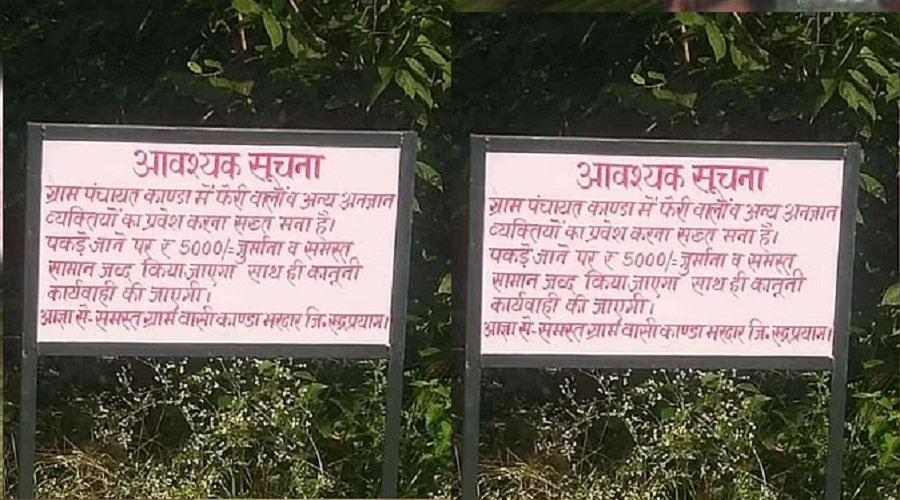 आवश्यक सूचना
ग्राम पंचायत काण्डा में फेरी वालों व अन्य अनजान
व्यक्तियों का प्रवेश करना सख्त मना है।
पकड़े जाने पर रु 5000/= जुर्माना व समस्त
सामान जब्द किया जाएगा साथ ही कानूनी
कार्यवाही की जाएगी।
आज्ञा से- समस्त ग्राम वासी काण्डा भरदार जि. रुद्रप्रयाग।
आवश्यक सूचना
ग्राम पंचायत काण्डा में फेरी वालों व अन्य अनजान
व्यक्तियों का प्रवेश करना सख्त मना है।
पकड़े जाने पर रु 5000/= जुर्माना व समस्त
सामान जब्द किया जाएगा साथ ही कानूनी
कार्यवाही की जाएगी।
आज्ञा से- समस्त ग्राम वासी काण्डा भरदार जि. रुद्रप्रयाग।